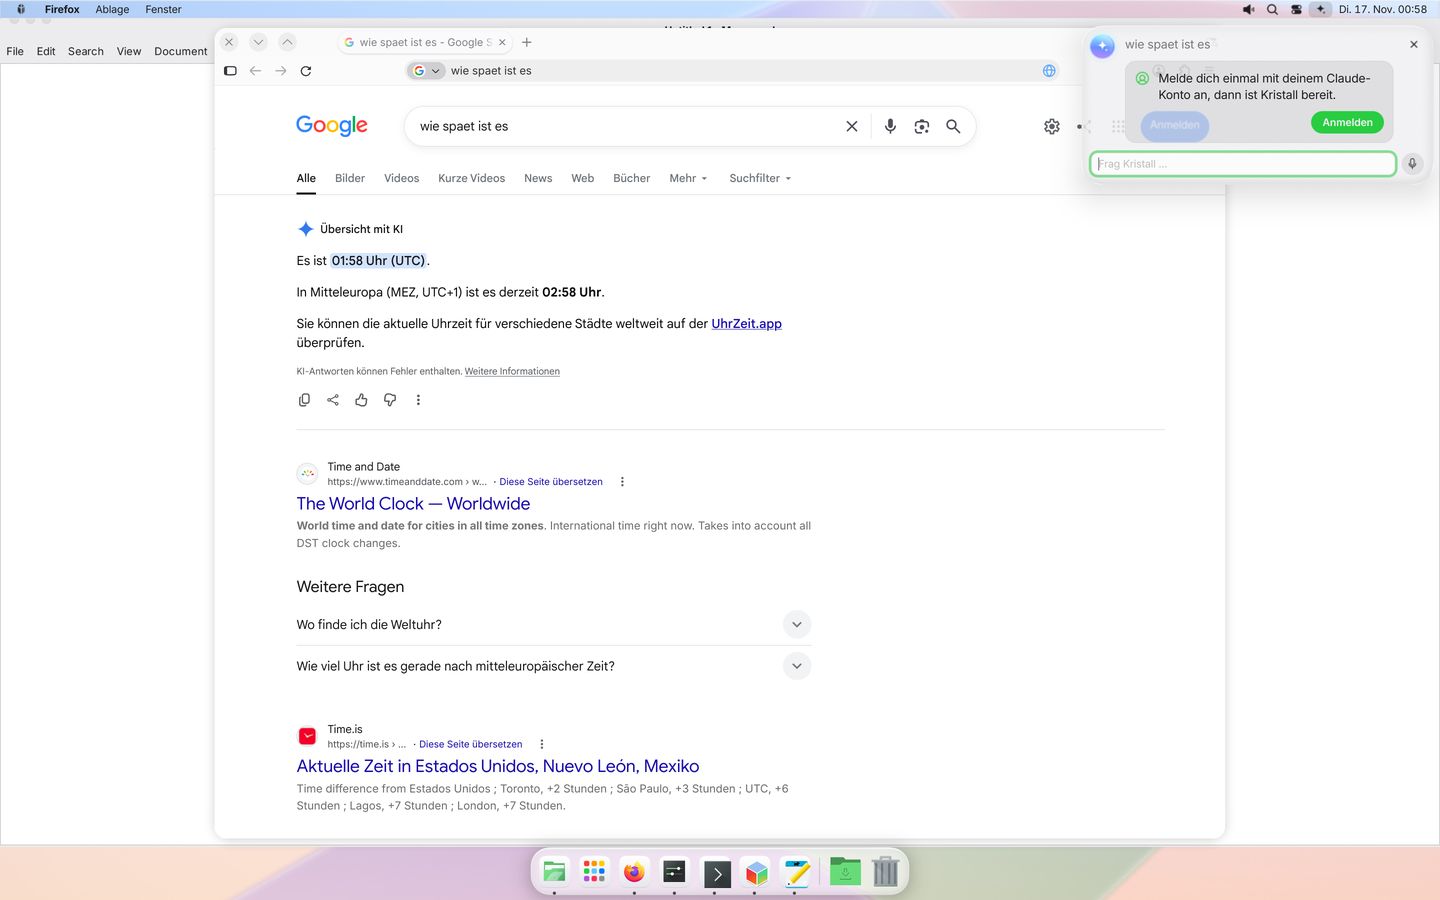 Firefox Ablage Fenster
Di. 17. Nov. 00:58
File Edit Search View Document
wie spaet ist es - Google S
wie spaet ist es
wie spaet ist es
Melde dich einmal mit deinem Claude-
Konto an, dann ist Kristall bereit.
Anmelden
Anmelden
Frag Kristall ...
Google
wie spaet ist es
Alle Bilder Videos Kurze Videos News Web Bücher Mehr Suchfilter
Übersicht mit KI
Es ist 01:58 Uhr (UTC).
In Mitteleuropa (MEZ, UTC+1) ist es derzeit 02:58 Uhr.
Sie können die aktuelle Uhrzeit für verschiedene Städte weltweit auf der UhrZeit.app
überprüfen.
KI-Antworten können Fehler enthalten. Weitere Informationen
Time and Date
https://www.timeanddate.com › w... · Diese Seite übersetzen
The World Clock — Worldwide
World time and date for cities in all time zones. International time right now. Takes into account all
DST clock changes.
Weitere Fragen
Wo finde ich die Weltuhr?
Wie viel Uhr ist es gerade nach mitteleuropäischer Zeit?
Time.is
https://time.is › ... · Diese Seite übersetzen
Aktuelle Zeit in Estados Unidos, Nuevo León, Mexiko
Time difference from Estados Unidos ; Toronto, +2 Stunden ; São Paulo, +3 Stunden ; UTC, +6
Stunden ; Lagos, +7 Stunden ; London, +7 Stunden.